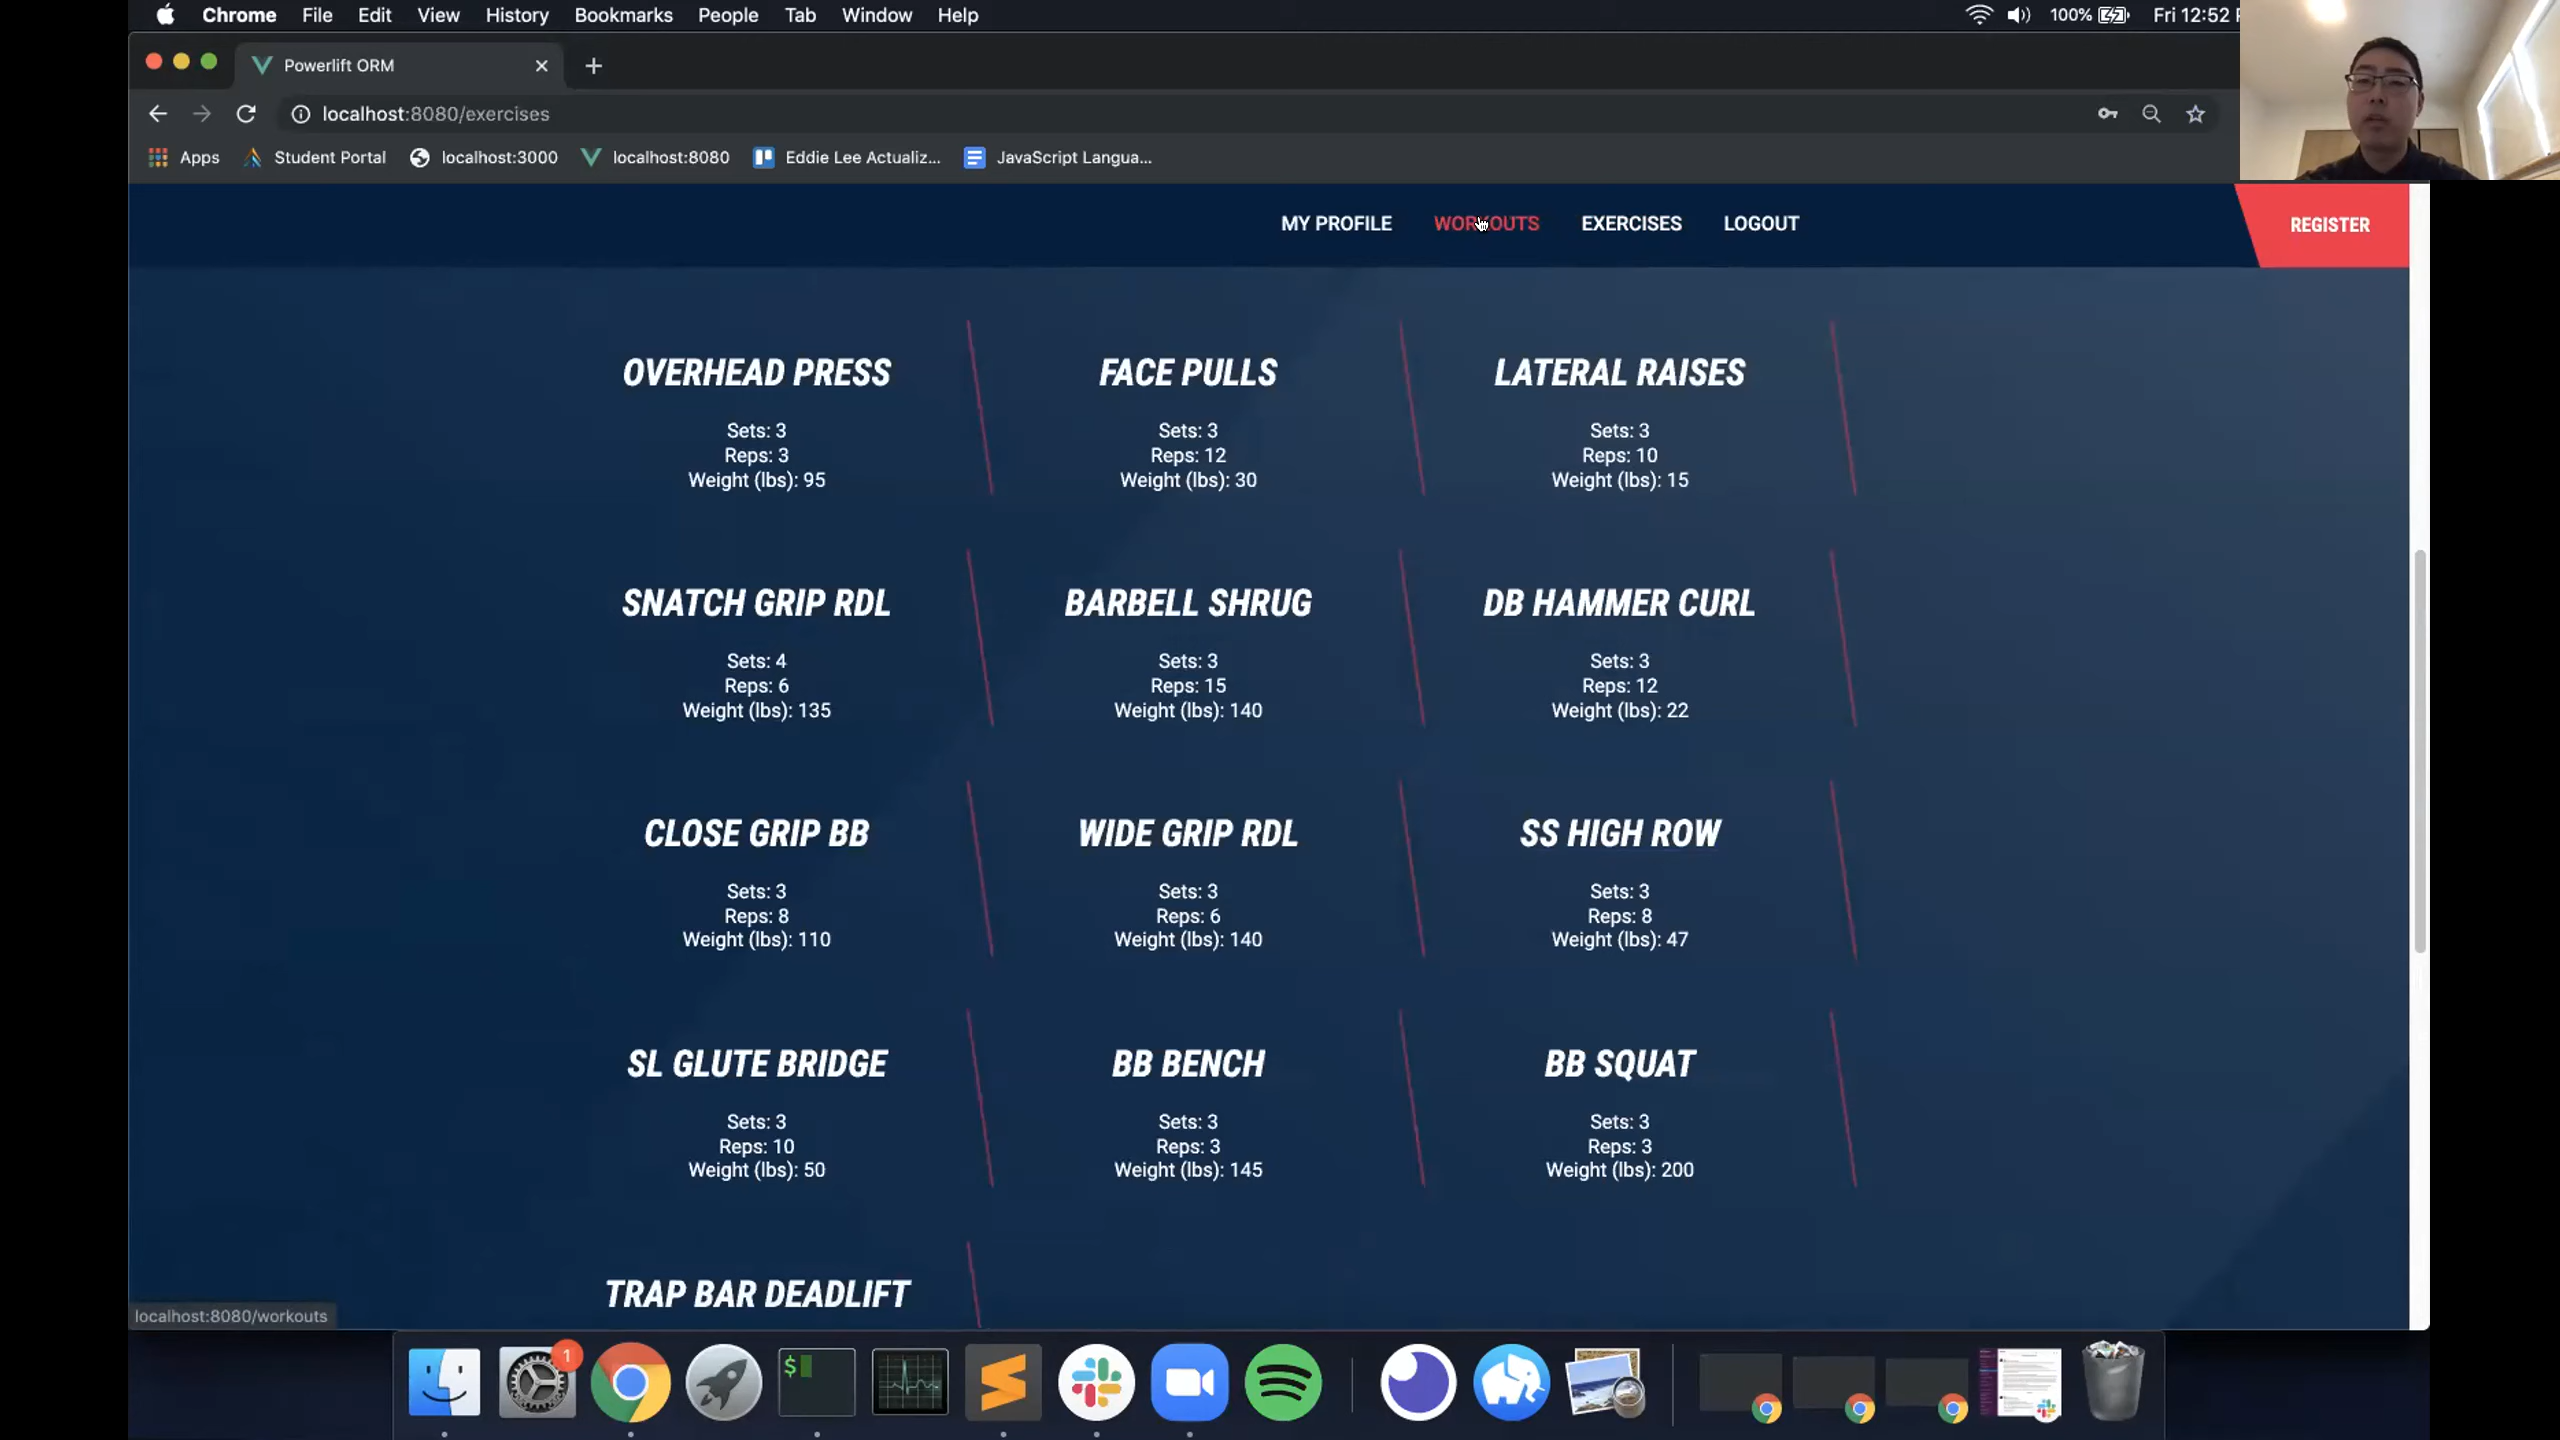 Chrome File Edit View History Bookmarks People Tab Window Help
100% Fri 12:52
Powerlift ORM
localhost:8080/exercises
Apps Student Portal localhost:3000 localhost:8080 Eddie Lee Actualiz... JavaScript Langua...
MY PROFILE WORKOUTS EXERCISES LOGOUT REGISTER
OVERHEAD PRESS
Sets: 3
Reps: 3
Weight (lbs): 95
FACE PULLS
Sets: 3
Reps: 12
Weight (lbs): 30
LATERAL RAISES
Sets: 3
Reps: 10
Weight (lbs): 15
SNATCH GRIP RDL
Sets: 4
Reps: 6
Weight (lbs): 135
BARBELL SHRUG
Sets: 3
Reps: 15
Weight (lbs): 140
DB HAMMER CURL
Sets: 3
Reps: 12
Weight (lbs): 22
CLOSE GRIP BB
Sets: 3
Reps: 8
Weight (lbs): 110
WIDE GRIP RDL
Sets: 3
Reps: 6
Weight (lbs): 140
SS HIGH ROW
Sets: 3
Reps: 8
Weight (lbs): 47
SL GLUTE BRIDGE
Sets: 3
Reps: 10
Weight (lbs): 50
BB BENCH
Sets: 3
Reps: 3
Weight (lbs): 145
BB SQUAT
Sets: 3
Reps: 3
Weight (lbs): 200
TRAP BAR DEADLIFT
localhost:8080/workouts
1
$